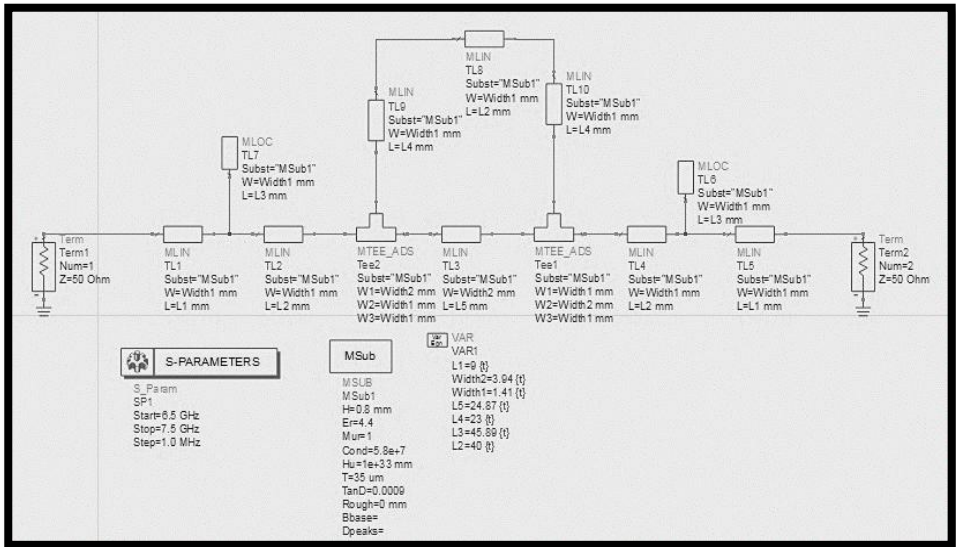 MLIN
TL8
Subst="MSub1"
W=Width1 mm
L=L2 mm
MLIN
TL9
Subst="MSub1"
W=Width1 mm
L=L4 mm
MLIN
TL10
Subst="MSub1"
W=Width1 mm
L=L4 mm
MLOC
TL7
Subst="MSub1"
W=Width1 mm
L=L3 mm
MLOC
TL6
Subst="MSub1"
W=Width1 mm
L=L3 mm
Term
Term1
Num=1
Z=50 Ohm
MLIN
TL1
Subst="MSub1"
W=Width1 mm
L=L1 mm
MLIN
TL2
Subst="MSub1"
W=Width1 mm
L=L2 mm
MTEE_ADS
Tee2
Subst="MSub1"
W1=Width2 mm
W2=Width1 mm
W3=Width1 mm
MLIN
TL3
Subst="MSub1"
W=Width2 mm
L=L5 mm
MTEE_ADS
Tee1
Subst="MSub1"
W1=Width1 mm
W2=Width2 mm
W3=Width1 mm
MLIN
TL4
Subst="MSub1"
W=Width1 mm
L=L2 mm
MLIN
TL5
Subst="MSub1"
W=Width1 mm
L=L1 mm
Term
Term2
Num=2
Z=50 Ohm
S-PARAMETERS
S_Param
SP1
Start=6.5 GHz
Stop=7.5 GHz
Step=1.0 MHz
MSub
MSUB
MSub1
H=0.8 mm
Er=4.4
Mur=1
Cond=5.8e+7
Hu=1e+33 mm
T=35 um
TanD=0.0009
Rough=0 mm
Bbase=
Dpeaks=
Var
Eqn
VAR
VAR1
L1=9 {t}
Width2=3.94 {t}
Width1=1.41 {t}
L5=24.87 {t}
L4=23 {t}
L3=45.89 {t}
L2=40 {t}